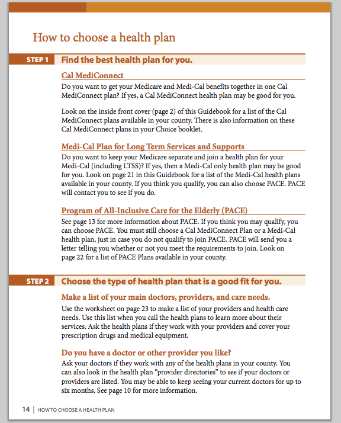 How to choose a health plan
STEP 1 Find the best health plan for you.
Cal MediConnect
Do you want to get your Medicare and Medi-Cal benefits together in one Cal
MediConnect plan? If yes, a Cal MediConnect health plan may be good for you.
Look on the inside front cover (page 2) of this Guidebook for a list of the Cal
MediConnect plans available in your county. There is also information on these
Cal MediConnect plans in your Choice booklet.
Medi-Cal Plan for Long Term Services and Supports
Do you want to keep your Medicare separate and join a health plan for your
Medi-Cal (including LTSS)? If yes, then a Medi-Cal only health plan may be good
for you. Look on page 21 in this Guidebook for a list of the Medi-Cal health plans
available in your county. If you think you qualify, you can also choose PACE. PACE
will contact you to see if you do.
Program of All-Inclusive Care for the Elderly (PACE)
See page 13 for more information about PACE. If you think you may qualify, you
can choose PACE. You must still choose a Cal MediConnect Plan or a Medi-Cal
health plan, just in case you do not qualify to join PACE. PACE will send you a
letter telling you whether or not you meet the requirements to join. Look on
page 22 for a list of PACE Plans available in your county.
STEP 2 Choose the type of health plan that is a good fit for you.
Make a list of your main doctors, providers, and care needs.
Use the worksheet on page 23 to make a list of your providers and health care
needs. Use this list when you call the health plans to learn more about their
services. Ask the health plans if they work with your providers and cover your
prescription drugs and medical equipment.
Do you have a doctor or other provider you like?
Ask your doctors if they work with any of the health plans in your county. You
can also look in the health plan "provider directories" to see if your doctors or
providers are listed. You may be able to keep seeing your current doctors for up to
six months. See page 10 for more information.
14 | HOW TO CHOOSE A HEALTH PLAN